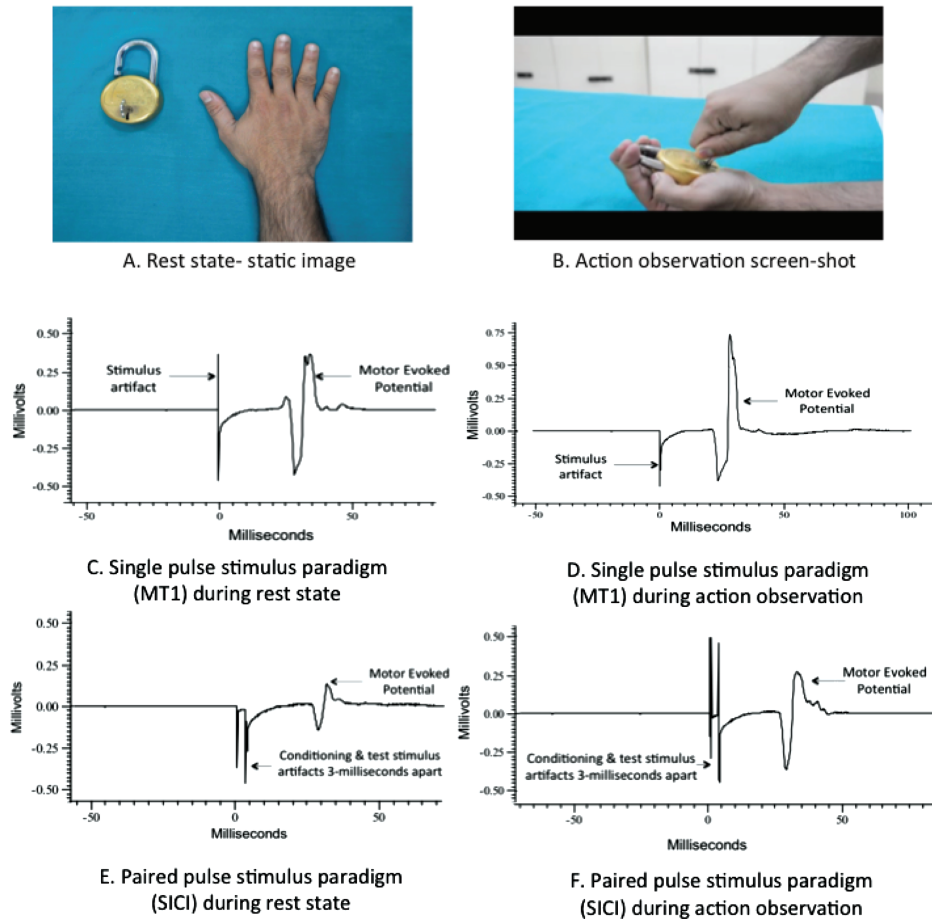 A. Rest state- static image
B. Action observation screen-shot
0.50
0.25
0.00
-0.25
-0.50
Millivolts
Stimulus
artifact
Motor Evoked
Potential
-50
0
50
Milliseconds
C. Single pulse stimulus paradigm
(MT1) during rest state
0.75
0.50
0.25
0.00
-0.25
-0.50
Millivolts
Motor Evoked
Potential
Stimulus
artifact
-50
0
50
100
Milliseconds
D. Single pulse stimulus paradigm
(MT1) during action observation
0.50
0.25
0.00
-0.25
-0.50
Millivolts
Motor Evoked
Potential
Conditioning & test stimulus
artifacts 3-milliseconds apart
-50
0
50
Milliseconds
E. Paired pulse stimulus paradigm
(SICI) during rest state
0.50
0.25
0.00
-0.25
-0.50
Millivolts
Motor Evoked
Potential
Conditioning & test stimulus
artifacts 3-milliseconds apart
-50
0
50
Milliseconds
F. Paired pulse stimulus paradigm
(SICI) during action observation